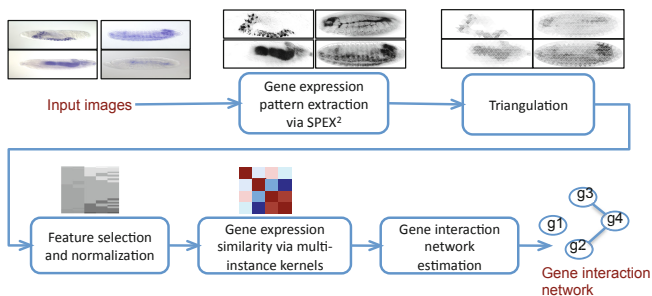 Input images
Gene expression
pattern extraction
via SPEX²
Triangulation
Feature selection
and normalization
Gene expression
similarity via multi-
instance kernels
Gene interaction
network
estimation
g3
g1
g4
g2
Gene interaction
network